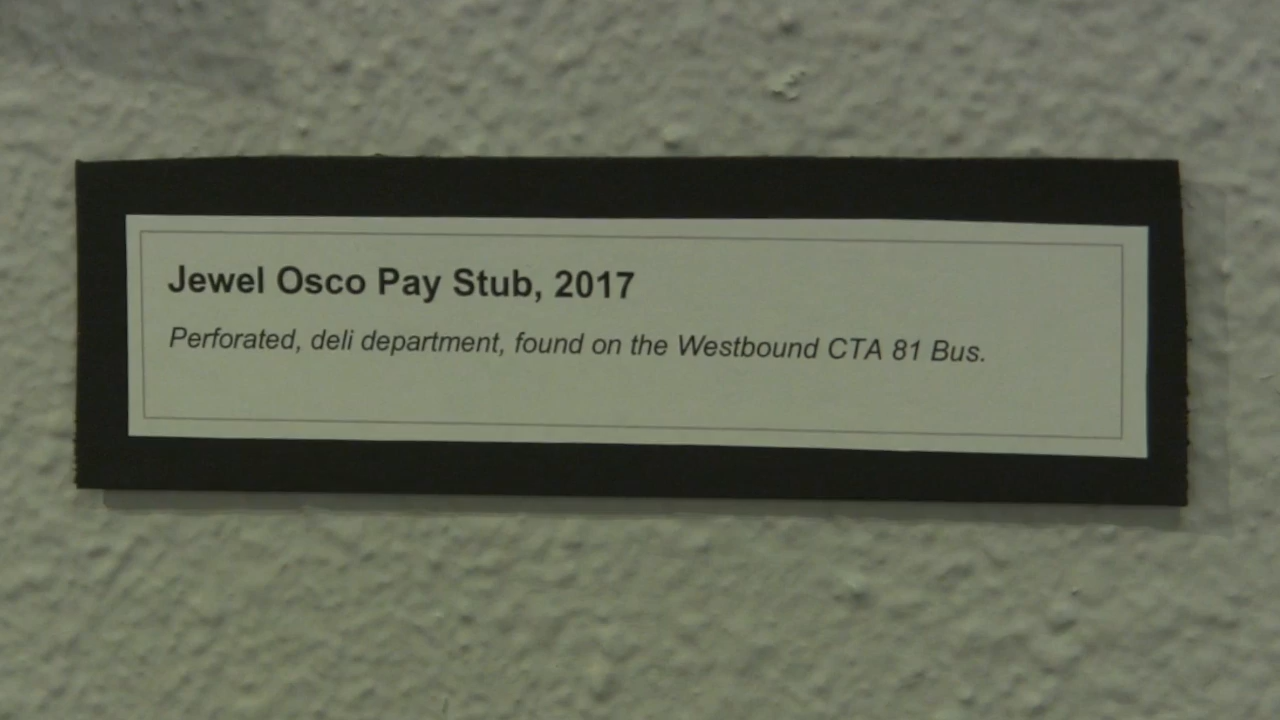 Jewel Osco Pay Stub, 2017
Perforated, deli department, found on the Westbound CTA 81 Bus.